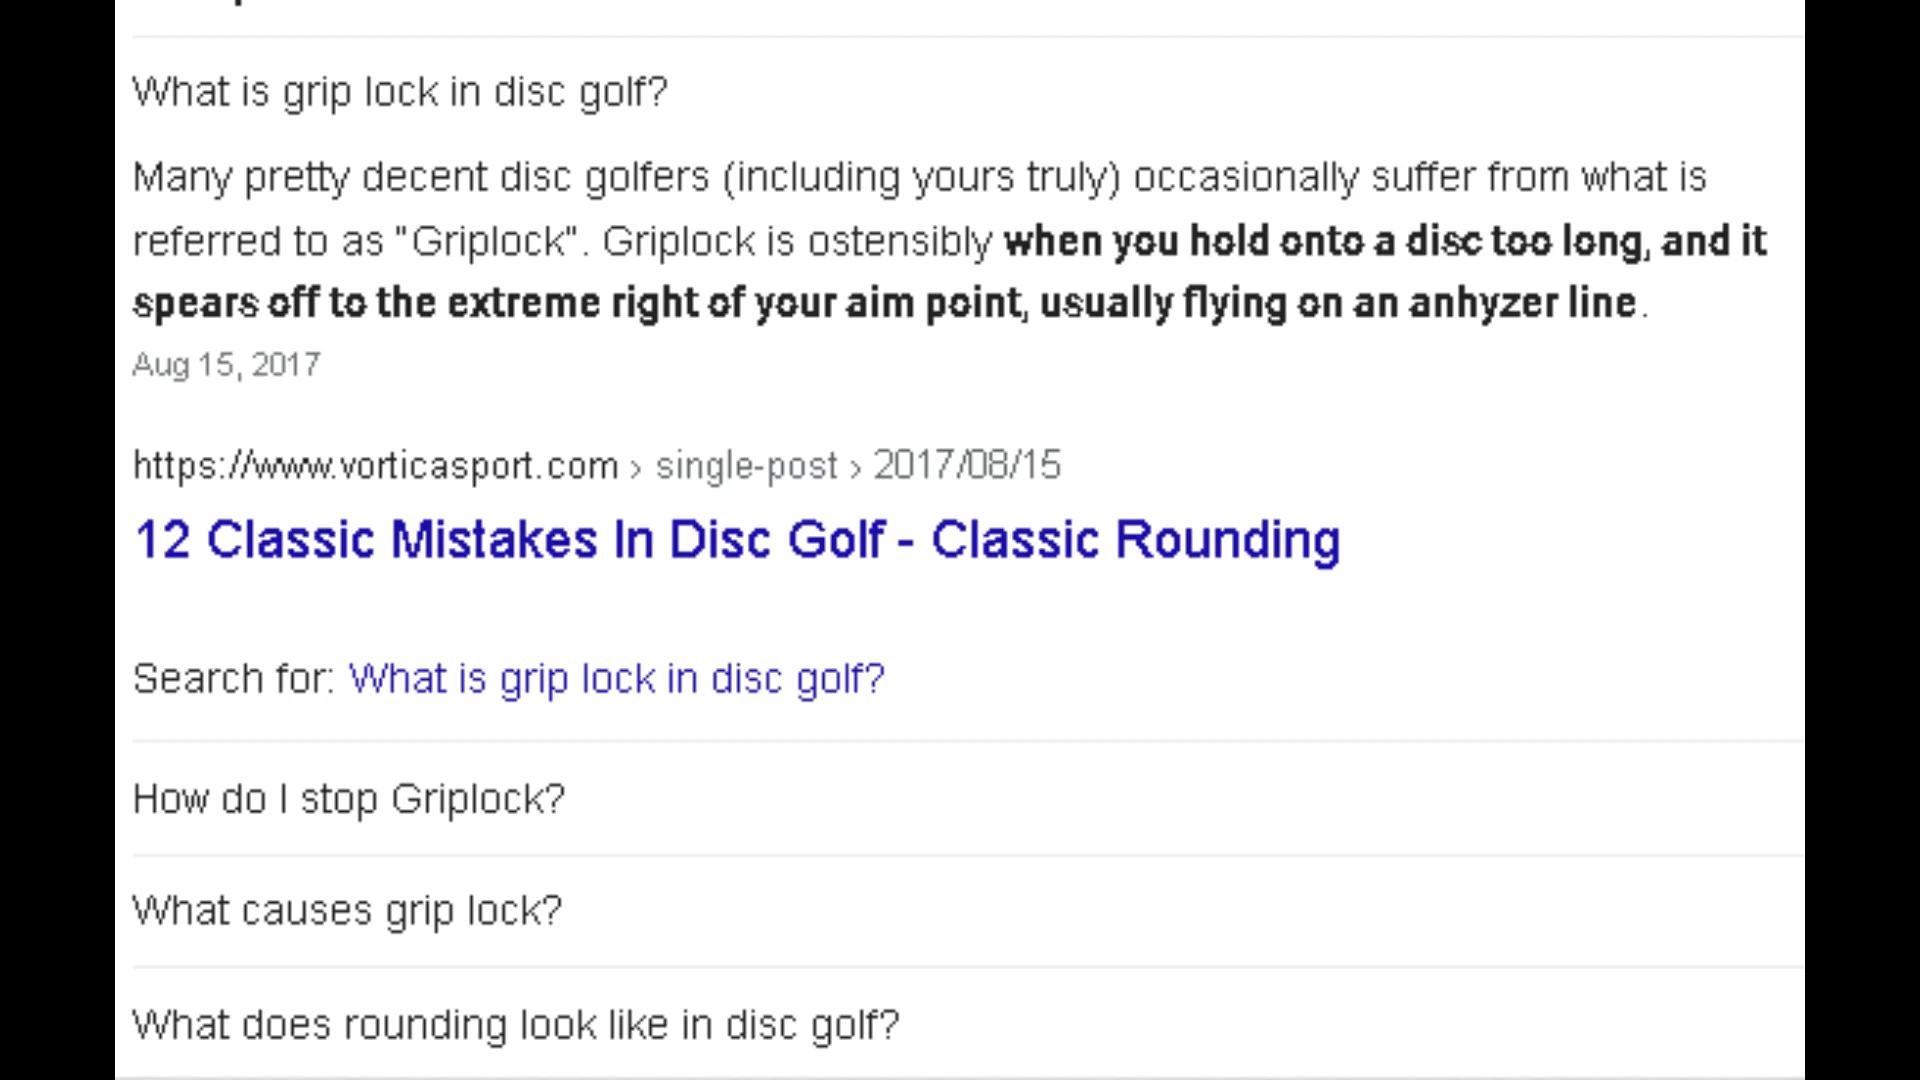 What is grip lock in disc golf?
Many pretty decent disc golfers (including yours truly) occasionally suffer from what is
referred to as "Griplock". Griplock is ostensibly when you hold onto a disc too long, and it
spears off to the extreme right of your aim point, usually flying on an anhyzer line.
Aug 15, 2017
https://www.vorticasport.com › single-post › 2017/08/15
12 Classic Mistakes In Disc Golf - Classic Rounding
Search for: What is grip lock in disc golf?
How do I stop Griplock?
What causes grip lock?
What does rounding look like in disc golf?